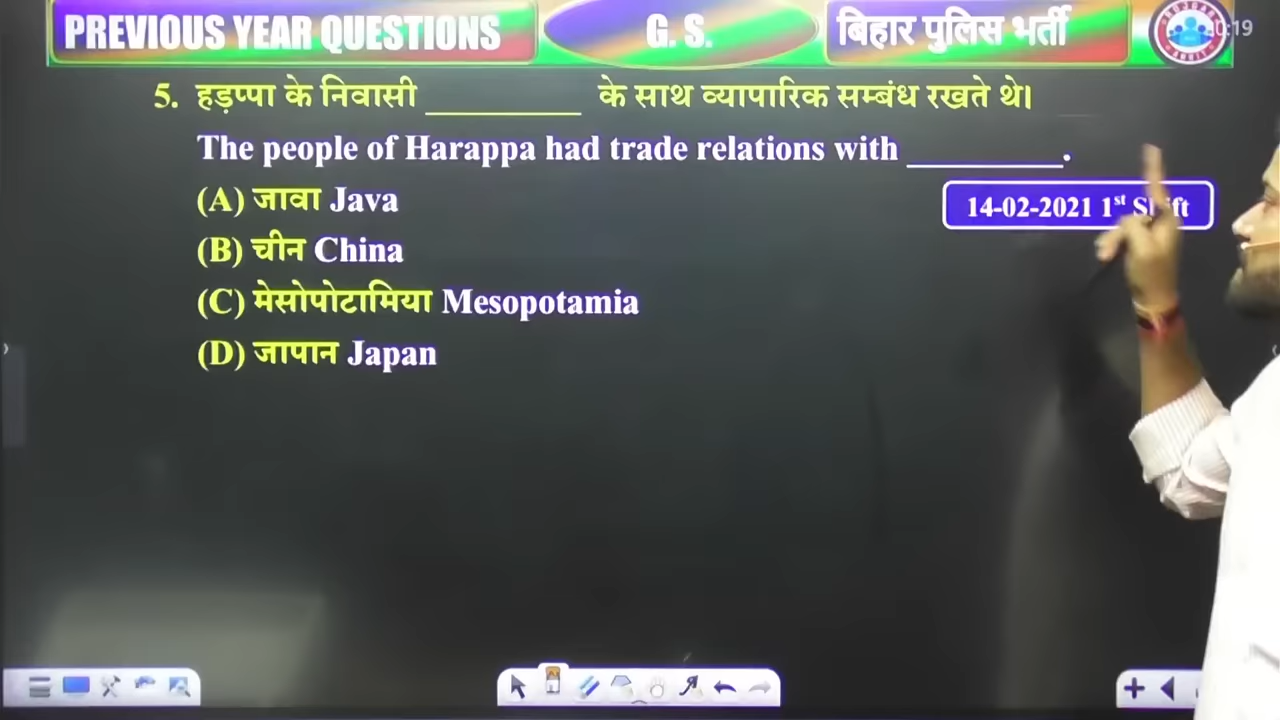 PREVIOUS YEAR QUESTIONS
G. S.
बिहार पुलिस भर्ती
5. हड़प्पा के निवासी __________ के साथ व्यापारिक सम्बंध रखते थे।
The people of Harappa had trade relations with __________.
(A) जावा Java
14-02-2021 1st Shift
(B) चीन China
(C) मेसोपोटामिया Mesopotamia
(D) जापान Japan